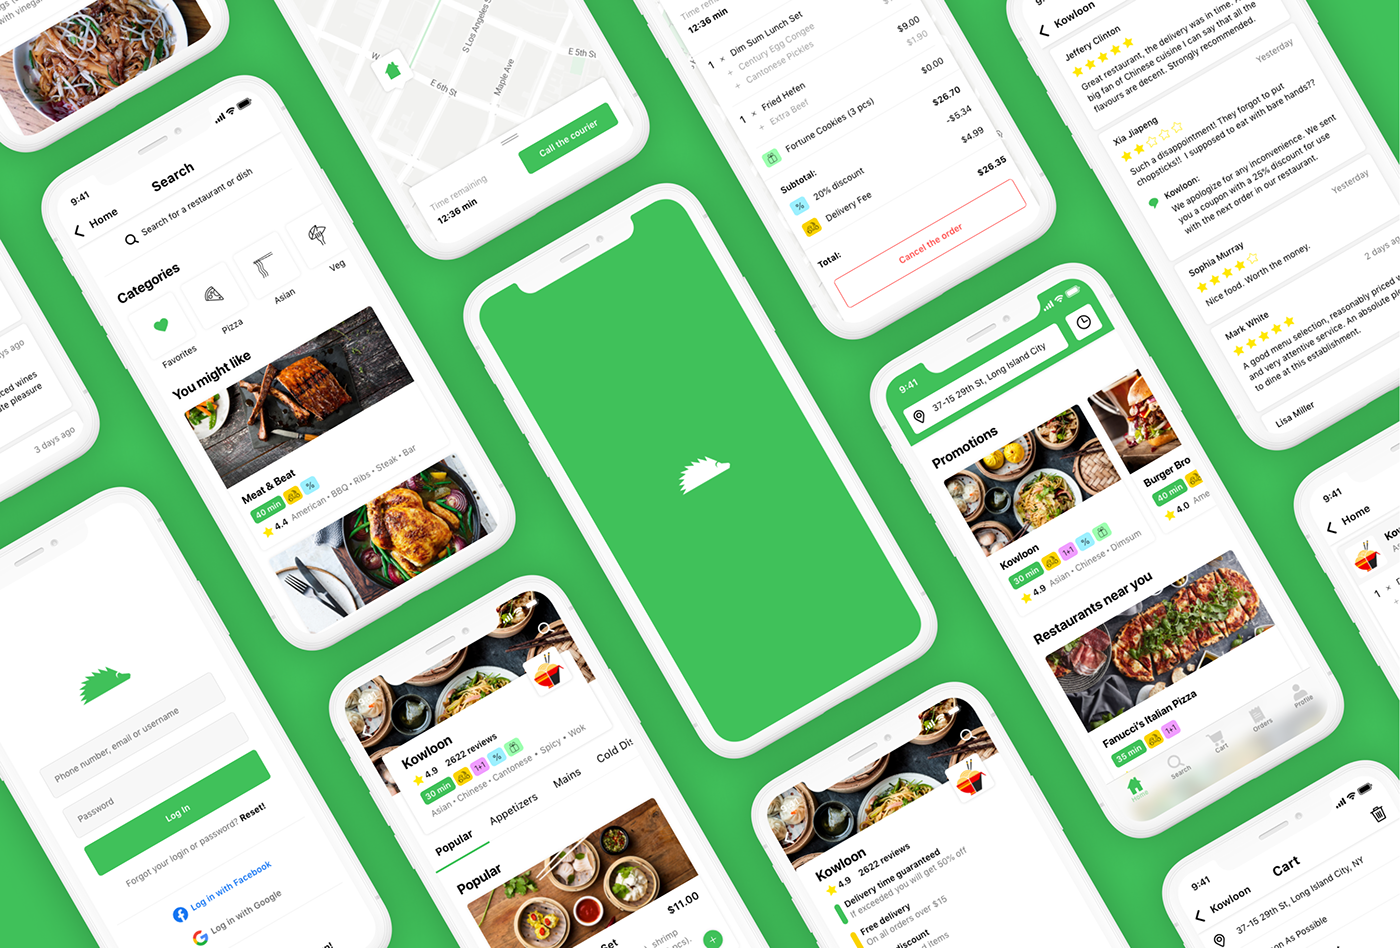 with vinegar
9:41
Search
Home
Search for a restaurant or dish
Categories
Favorites
Pizza
Asian
Veg
You might like
Meat & Beat
40 min
%
4.4 American • BBQ • Ribs • Steak • Bar
S Los Angeles S
E 5th St
Maple Ave
E 6th St
W
Call the courier
Time remaining
12:36 min
Time remaining
12:36 min
1 × Dim Sum Lunch Set
$9.00
+ Century Egg Congee
$1.90
Cantonese Pickles
1 × Fried Hefen
+ Extra Beef
$0.00
Fortune Cookies (3 pcs)
Subtotal:
$26.70
% 20% discount
-$5.34
Delivery Fee
$4.99
Total:
$26.35
Cancel the order
Kowloon
Jeffery Clinton
Great restaurant, the delivery was in time.
big fan of Chinese cuisine I can say that all the
flavours are decent. Strongly recommended.
Yesterday
Xia Jiapeng
Such a disappointment! They forgot to put
chopsticks!! I supposed to eat with bare hands??
Kowloon:
We apologize for any inconvenience. We sent
you a coupon with a 25% discount for use
with the next order in our restaurant.
Yesterday
Sophia Murray
Nice food. Worth the money.
2 days ago
Mark White
A good menu selection, reasonably priced
and very attentive service. An absolute
to dine at this establishment.
Lisa Miller
ys ago
ced wines
te pleasure
3 days ago
Phone number, email or username
Password
Log In
Forgot your login or password? Reset!
Log in with Facebook
Log in with Google
Kowloon
4.9 2622 reviews
30 min
1+1
%
Asian • Chinese • Cantonese • Spicy • Wok
Popular
Appetizers
Mains
Cold Dis
Popular
$11.00
Set
shrimp
pcs).
+
9:41
37-15 29th St, Long Island City
Promotions
Kowloon
30 min
1+1
%
4.9 Asian • Chinese • Dimsum
Burger Bro
40 min
4.0 Ame
Restaurants near you
Fanucci's Italian Pizza
35 min
1+1
Home
Search
Cart
Orders
Profile
Kowloon
4.9 2622 reviews
Delivery time guaranteed
If exceeded you will get 50% off
Free delivery
On all orders over $15
discount
d items
9:41
Home
Kow
As
1 ×
+
9:41
Cart
Kowloon
37-15 29th St, Long Island City, NY
on As Possible